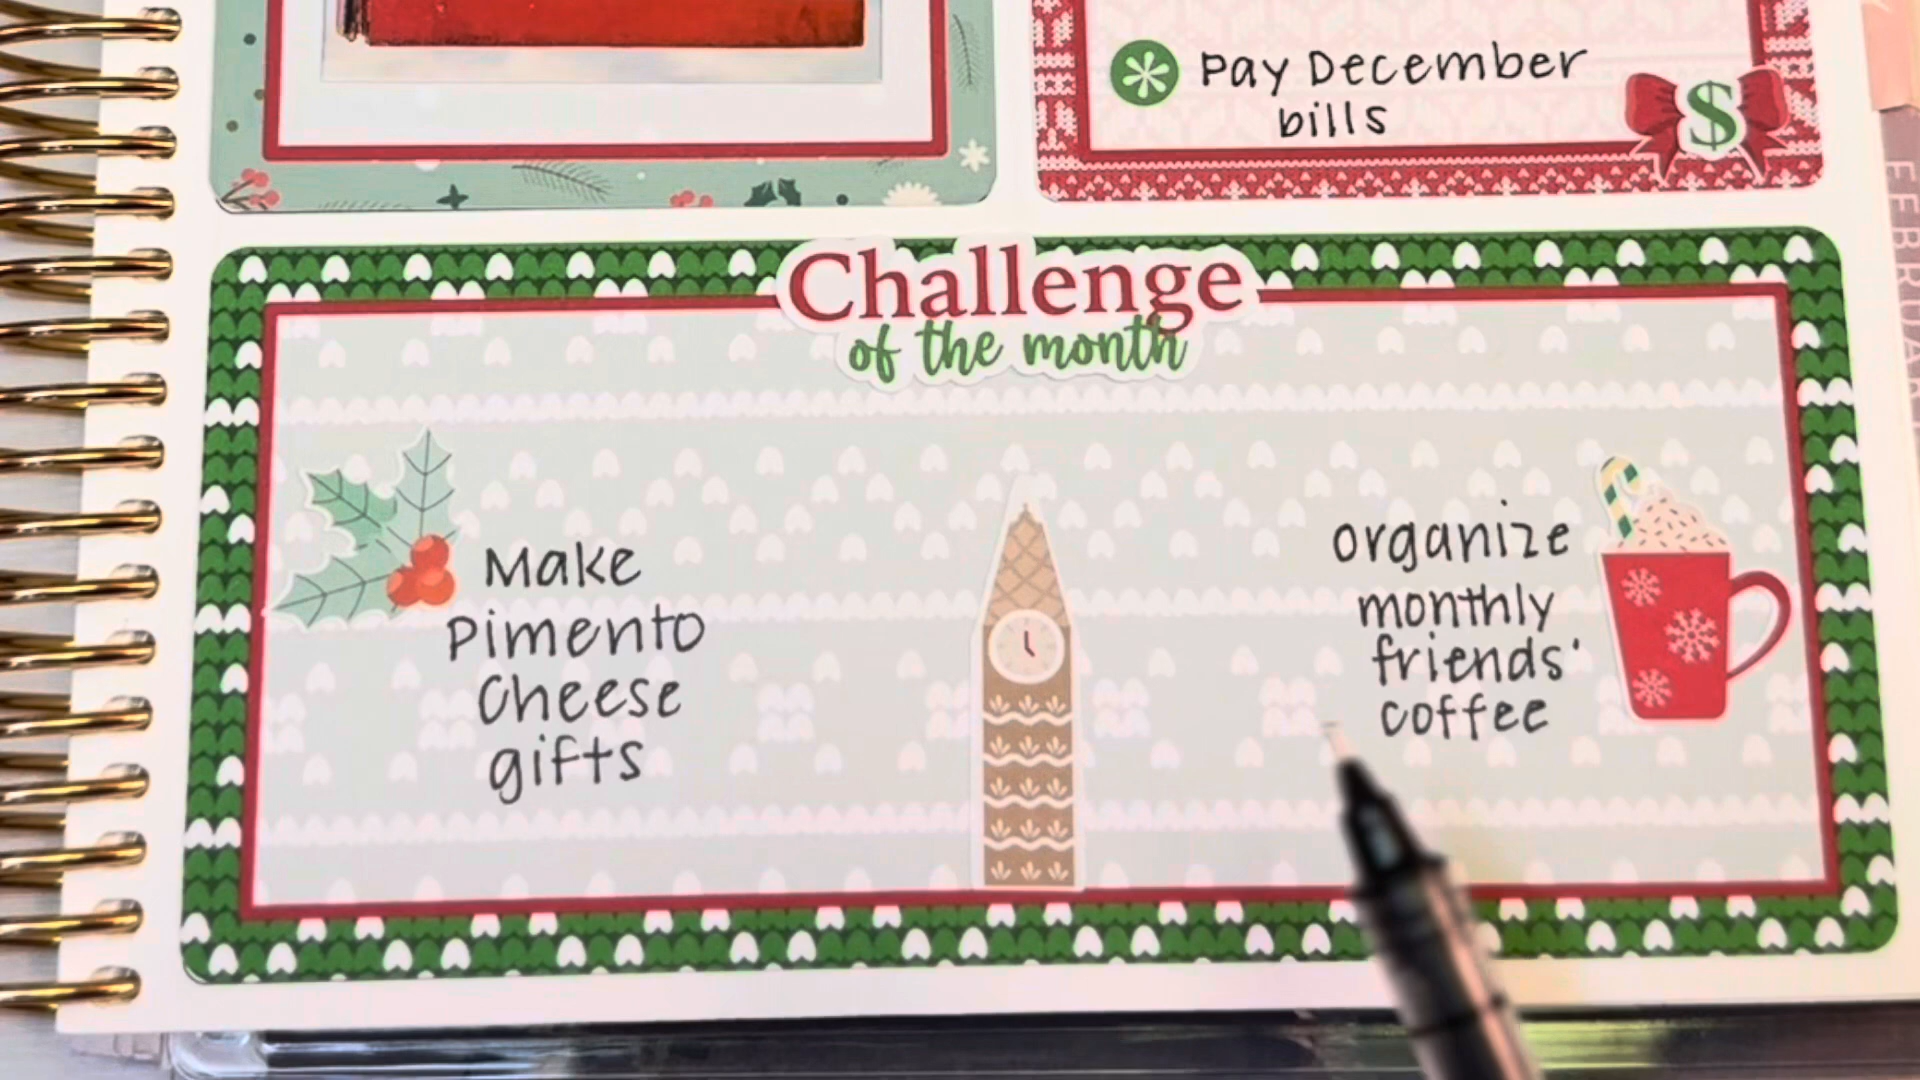 Pay December
bills
$
Challenge
of the month
Make
Pimento
Cheese
gifts
organize
monthly
friends'
coffee